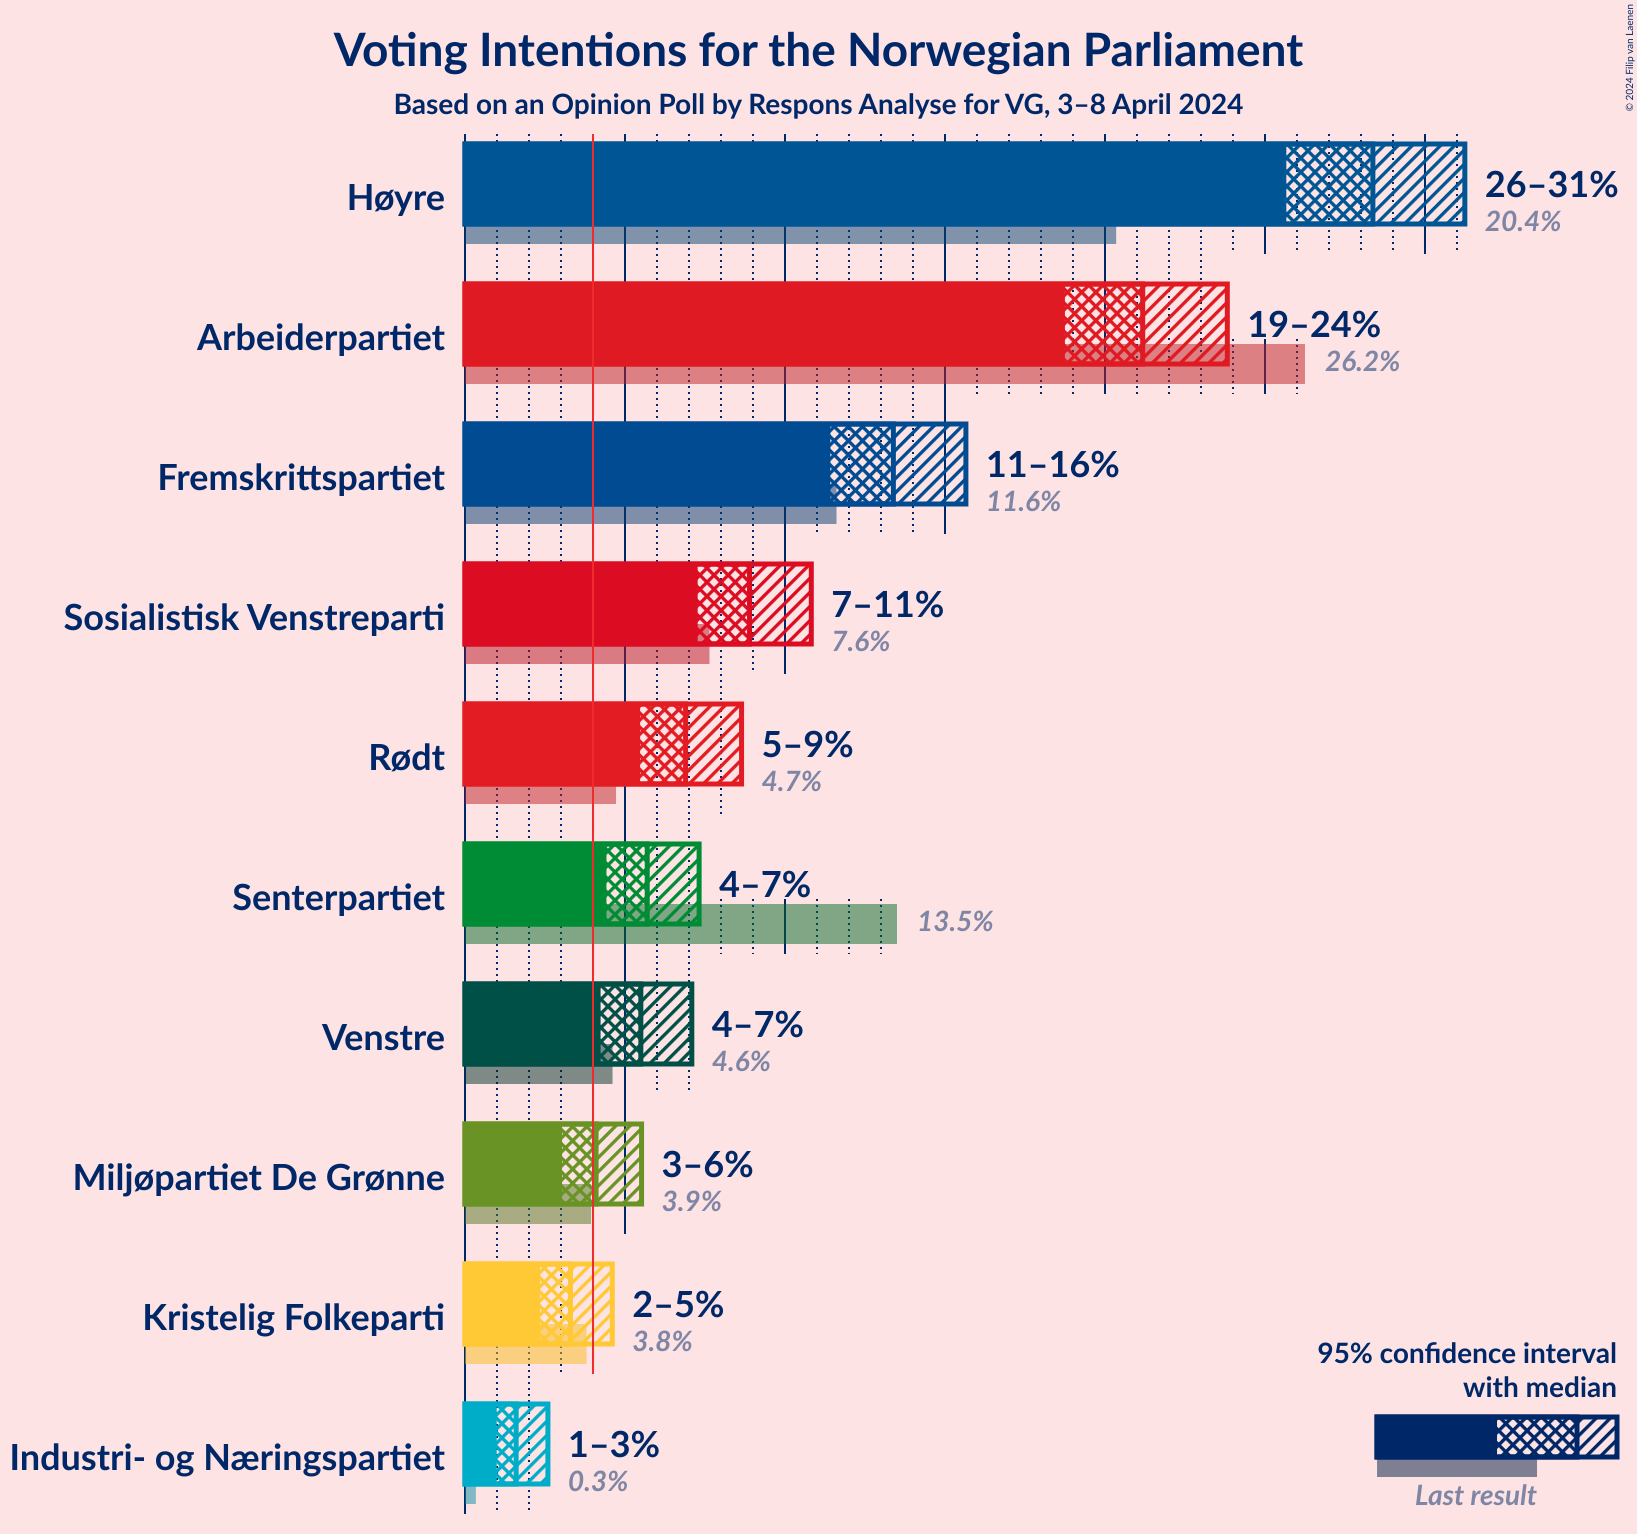 Voting Intentions for the Norwegian Parliament
Based on an Opinion Poll by Respons Analyse for VG, 3–8 April 2024
© 2024 Filip van Laenen
Høyre
26–31%
20.4%
Arbeiderpartiet
19–24%
26.2%
Fremskrittspartiet
11–16%
11.6%
Sosialistisk Venstreparti
7–11%
7.6%
Rødt
5–9%
4.7%
Senterpartiet
4–7%
13.5%
Venstre
4–7%
4.6%
Miljøpartiet De Grønne
3–6%
3.9%
Kristelig Folkeparti
2–5%
3.8%
Industri- og Næringspartiet
1–3%
0.3%
95% confidence interval
with median
Last result